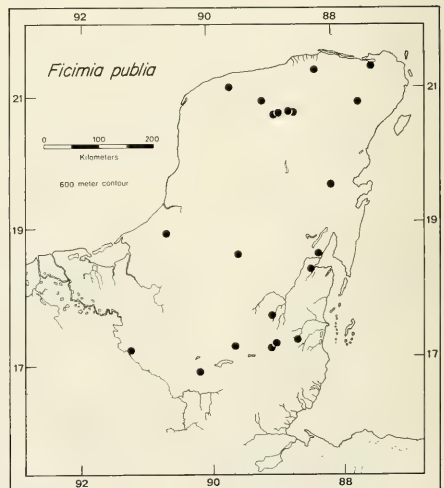 92 90 88
Ficimia publia
21 21
0 100 200
Kilometers
600 meter contour
19 19
17 17
92 90 88